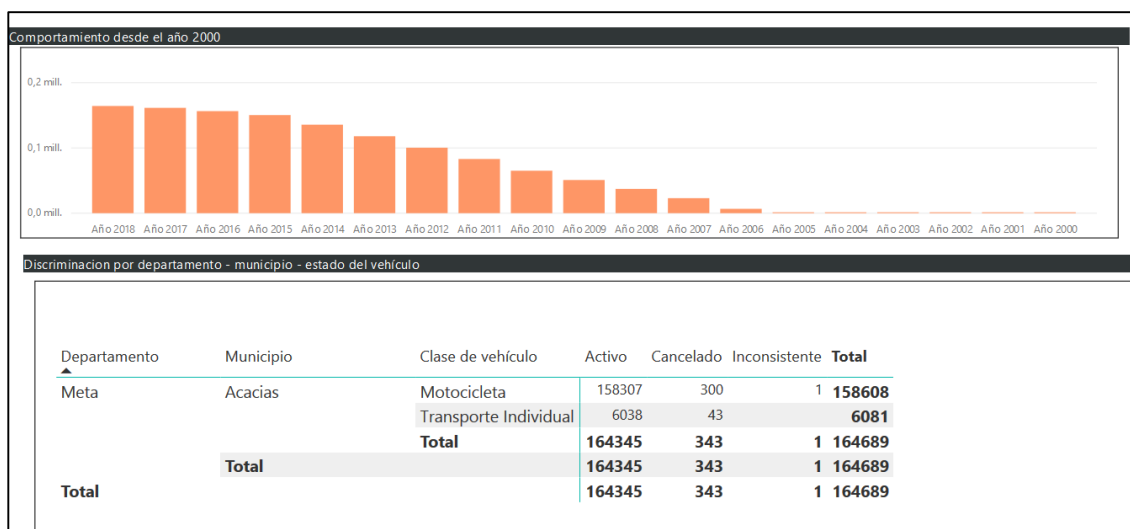 Comportamiento desde el año 2000
0,2 mill.
0,1 mill.
0,0 mill.
Año 2018 Año 2017 Año 2016 Año 2015 Año 2014 Año 2013 Año 2012 Año 2011 Año 2010 Año 2009 Año 2008 Año 2007 Año 2006 Año 2005 Año 2004 Año 2003 Año 2002 Año 2001 Año 2000
Discriminacion por departamento - municipio - estado del vehículo
Departamento Municipio Clase de vehículo Activo Cancelado Inconsistente Total
Meta Acacias Motocicleta 158307 300 1 158608
Transporte Individual 6038 43 6081
Total 164345 343 1 164689
Total 164345 343 1 164689
Total 164345 343 1 164689